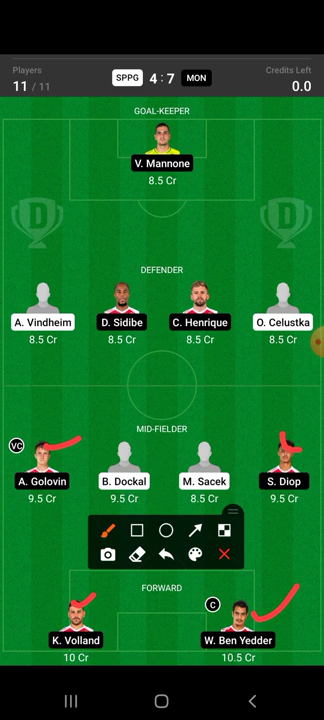 Players
11 / 11
SPPG 4 : 7 MON
Credits Left
0.0
GOAL-KEEPER
V. Mannone
8.5 Cr
D
D
DEFENDER
A. Vindheim D. Sidibe C. Henrique O. Celustka
8.5 Cr 8.5 Cr 8.5 Cr 8.5 Cr
MID-FIELDER
VC
A. Golovin B. Dockal M. Sacek S. Diop
9.5 Cr 9.5 Cr 8.5 Cr 9.5 Cr
FORWARD
C
K. Volland W. Ben Yedder
10 Cr 10.5 Cr